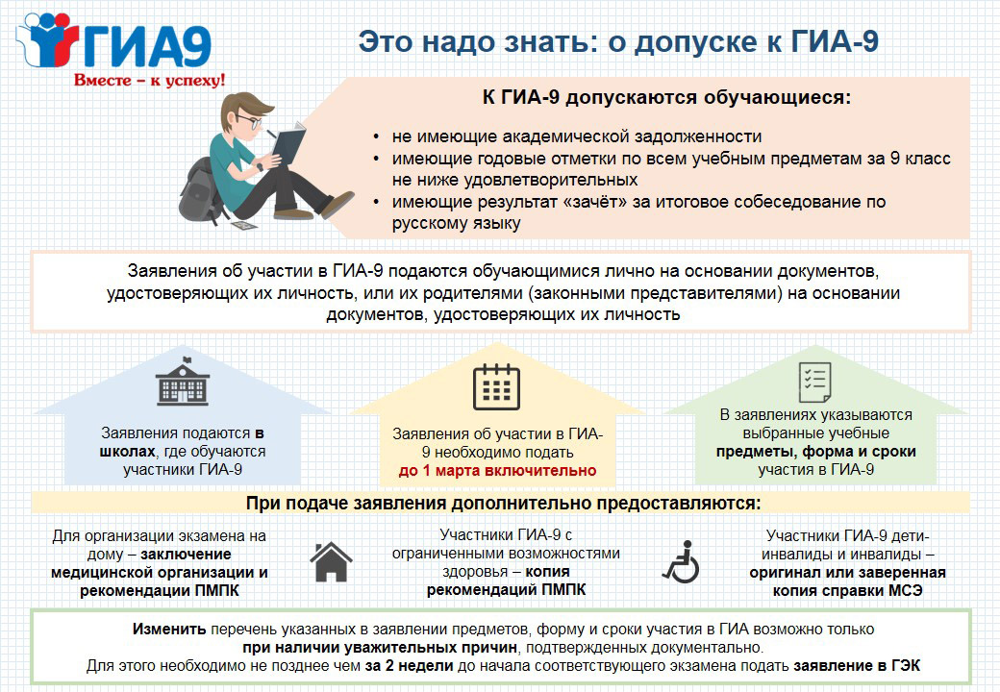 ГИА9
Вместе – к успеху!
Это надо знать: о допуске к ГИА-9
К ГИА-9 допускаются обучающиеся:
• не имеющие академической задолженности
• имеющие годовые отметки по всем учебным предметам за 9 класс
не ниже удовлетворительных
• имеющие результат «зачёт» за итоговое собеседование по
русскому языку
Заявления об участии в ГИА-9 подаются обучающимися лично на основании документов,
удостоверяющих их личность, или их родителями (законными представителями) на основании
документов, удостоверяющих их личность
Заявления подаются в
школах, где обучаются
участники ГИА-9
Заявления об участии в ГИА-
9 необходимо подать
до 1 марта включительно
В заявлениях указываются
выбранные учебные
предметы, форма и сроки
участия в ГИА-9
При подаче заявления дополнительно предоставляются:
Для организации экзамена на
дому – заключение
медицинской организации и
рекомендации ПМПК
Участники ГИА-9 с
ограниченными возможностями
здоровья – копия
рекомендаций ПМПК
Участники ГИА-9 дети-
инвалиды и инвалиды –
оригинал или заверенная
копия справки МСЭ
Изменить перечень указанных в заявлении предметов, форму и сроки участия в ГИА возможно только
при наличии уважительных причин, подтвержденных документально.
Для этого необходимо не позднее чем за 2 недели до начала соответствующего экзамена подать заявление в ГЭК